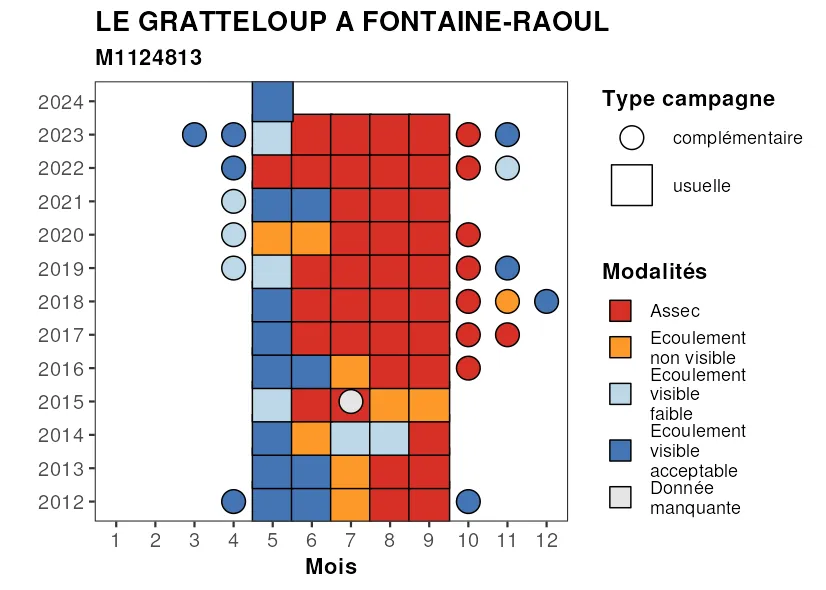 LE GRATTELOUP A FONTAINE-RAOUL
M1124813
2024
2023
2022
2021
2020
2019
2018
2017
2016
2015
2014
2013
2012
1 2 3 4 5 6 7 8 9 10 11 12
Mois
Type campagne
complémentaire
usuelle
Modalités
Assec
Ecoulement
non visible
Ecoulement
visible
faible
Ecoulement
visible
acceptable
Donnée
manquante